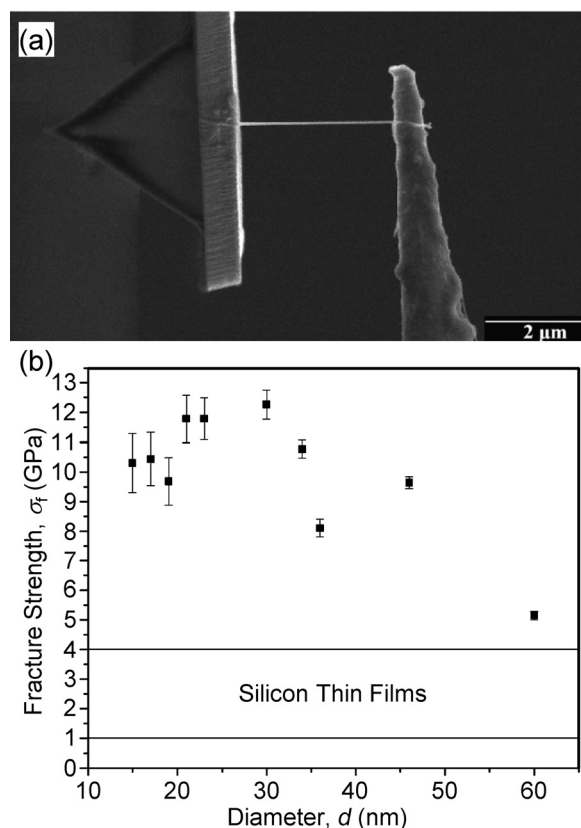 (a)
2 μm
(b)
13
12
11
10
9
8
7
6
5
4
3
2
1
0
Fracture Strength, σf (GPa)
Silicon Thin Films
10 20 30 40 50 60
Diameter, d (nm)